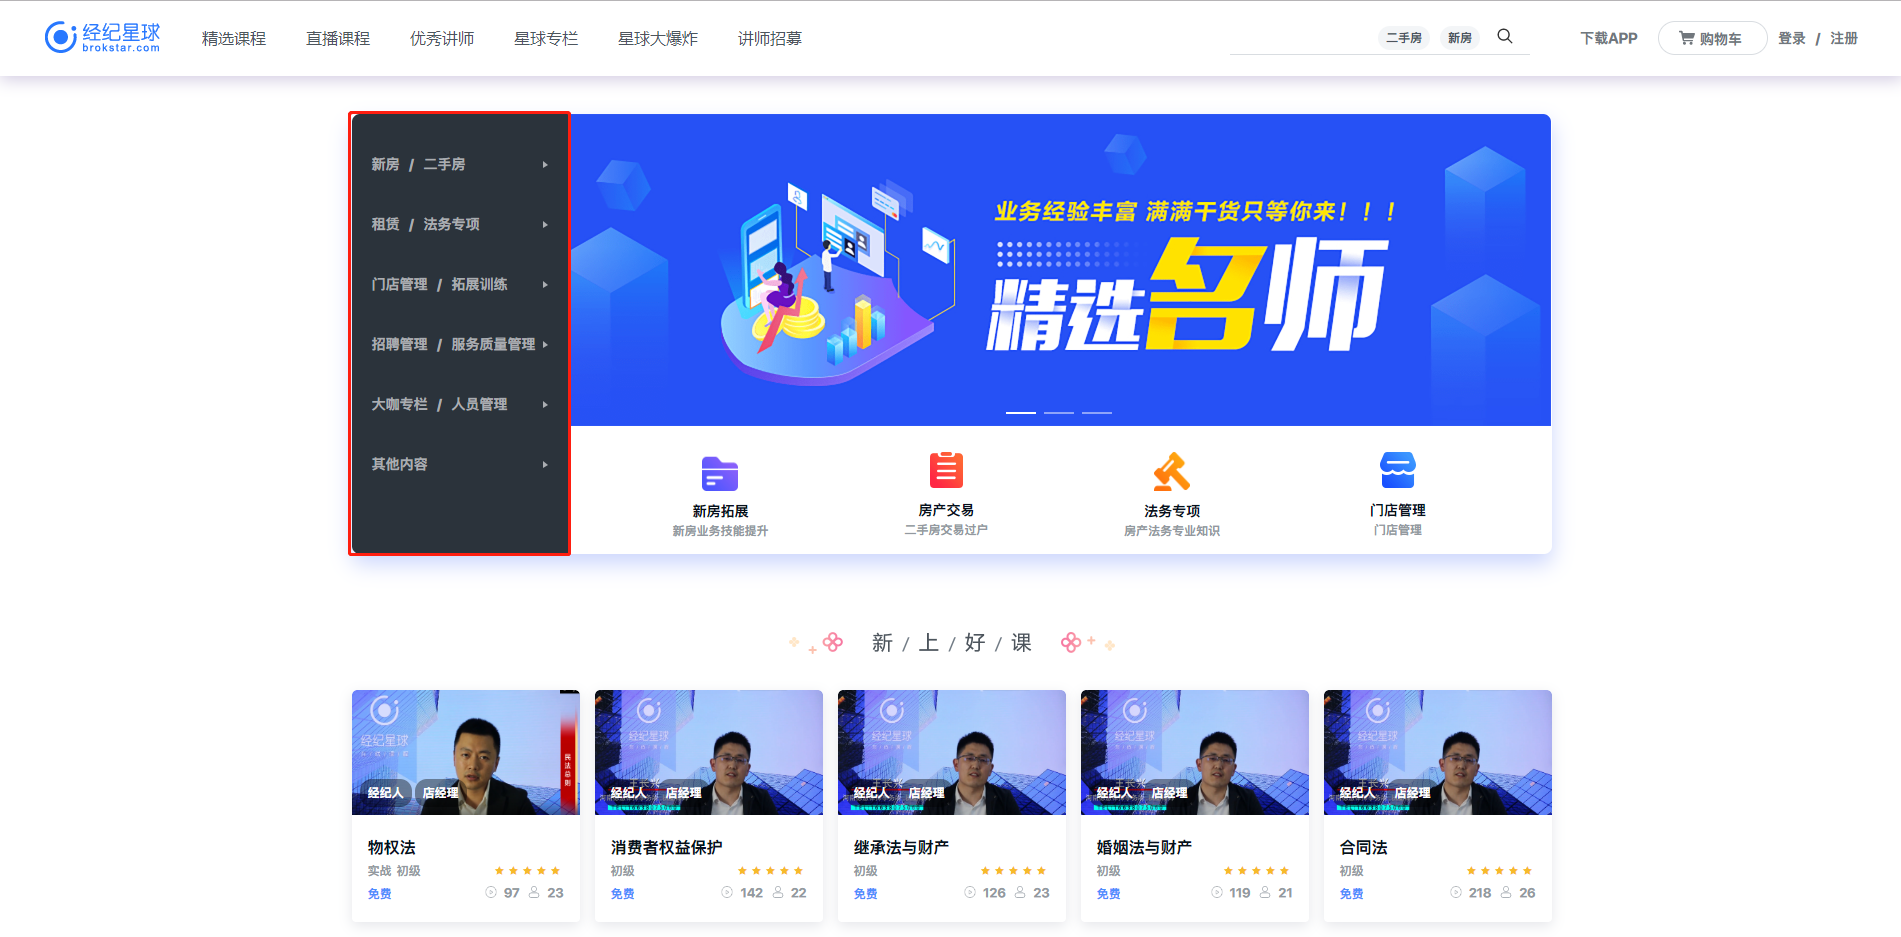 经纪星球
brokstar.com
精选课程 直播课程 优秀讲师 星球专栏 星球大爆炸 讲师招募
二手房 新房
下载APP 购物车 登录 / 注册
新房 / 二手房
租赁 / 法务专项
门店管理 / 拓展训练
招聘管理 / 服务质量管理
大咖专栏 / 人员管理
其他内容
业务经验丰富 满满干货只等你来！！！
精选名师
新房拓展
新房业务技能提升
房产交易
二手房交易过户
法务专项
房产法务专业知识
门店管理
门店管理
新 / 上 / 好 / 课
经纪星球
民法总则
经纪人 店经理
物权法
实战 初级
免费 97 23
经纪星球
经纪人 店经理
消费者权益保护
初级
免费 142 22
经纪星球
经纪人 店经理
继承法与财产
初级
免费 126 23
经纪星球
经纪人 店经理
婚姻法与财产
初级
免费 119 21
经纪星球
经纪人 店经理
合同法
初级
免费 218 26